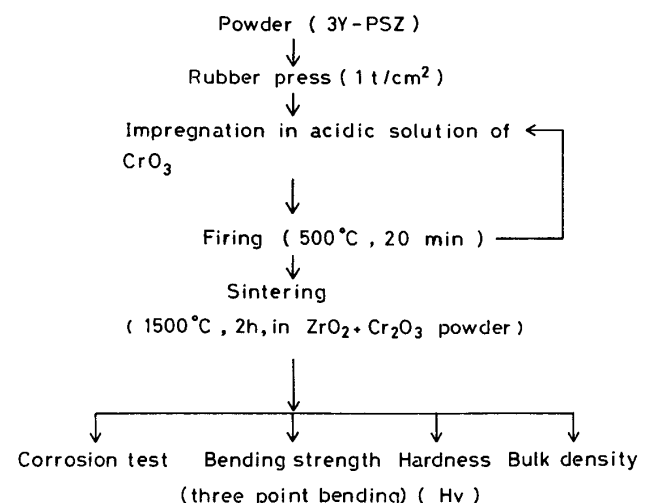 Powder ( 3Y-PSZ )
Rubber press ( 1 t/cm²)
Impregnation in acidic solution of
CrO₃
Firing ( 500°C , 20 min )
Sintering
( 1500°C , 2h, in ZrO₂+ Cr₂O₃ powder)
Corrosion test Bending strength Hardness Bulk density
(three point bending) ( Hv )